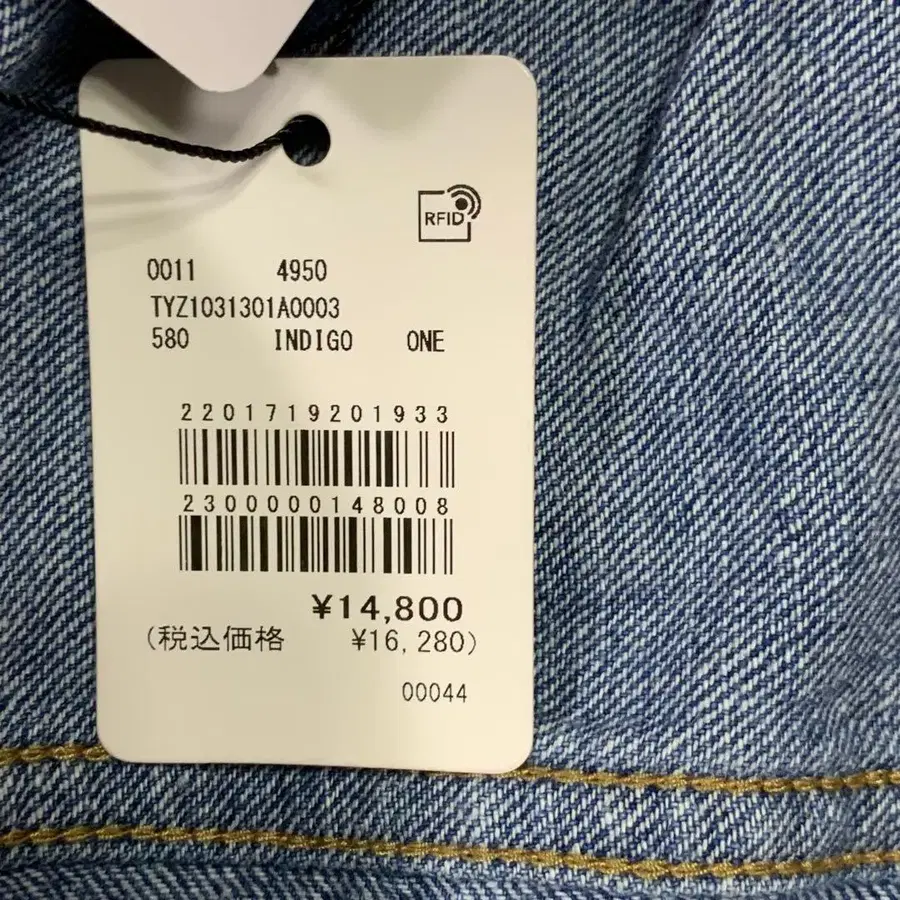 RFID
0011 4950
TYZ1031301A0003
580 INDIGO ONE
2201719201933
2300000148008
¥14,800
(税込価格 ¥16,280)
00044